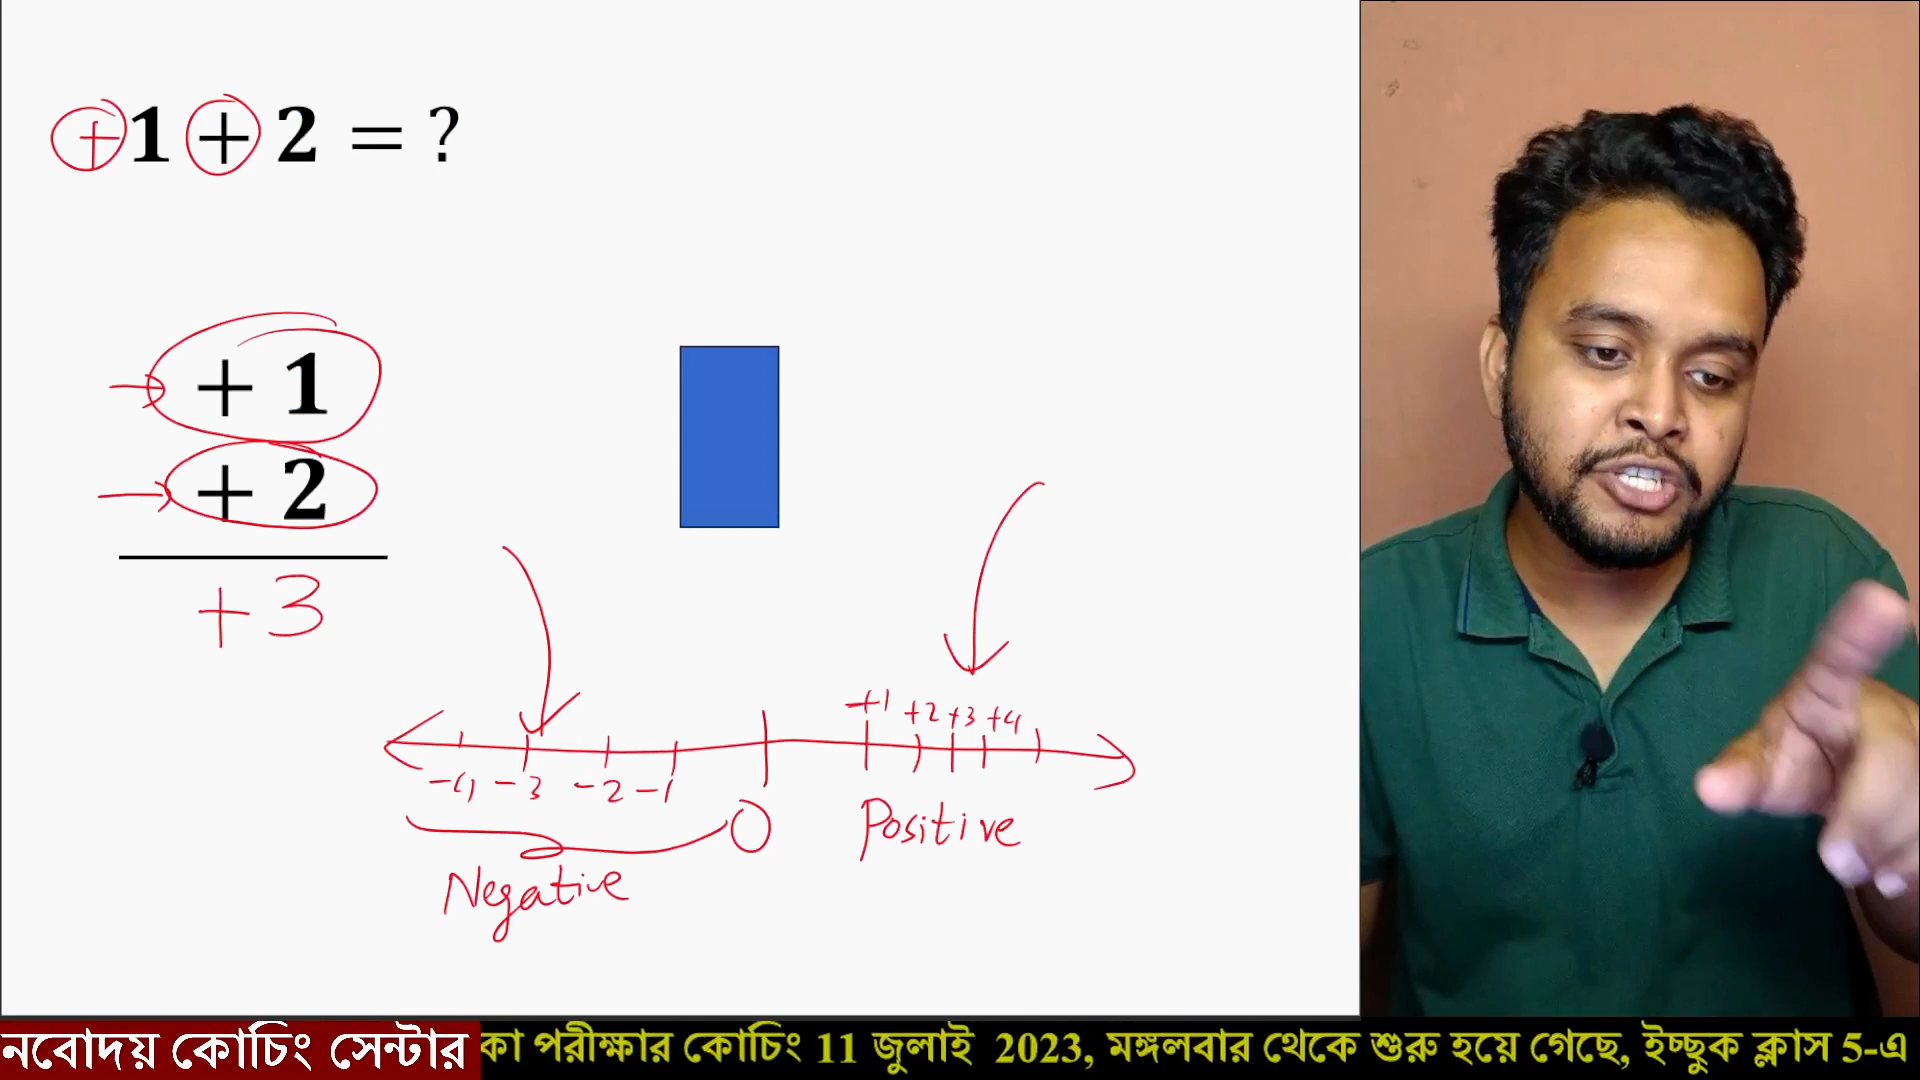 +1 + 2 = ?
+ 1
+ 2
+ 3
+1 +2 +3 +4
-4 -3 -2 -1
0
Positive
Negative
নবোদয় কোচিং সেন্টার
কা পরীক্ষার কোচিং 11 জুলাই 2023, মঙ্গলবার থেকে শুরু হয়ে গেছে, ইচ্ছুক ক্লাস 5-এ